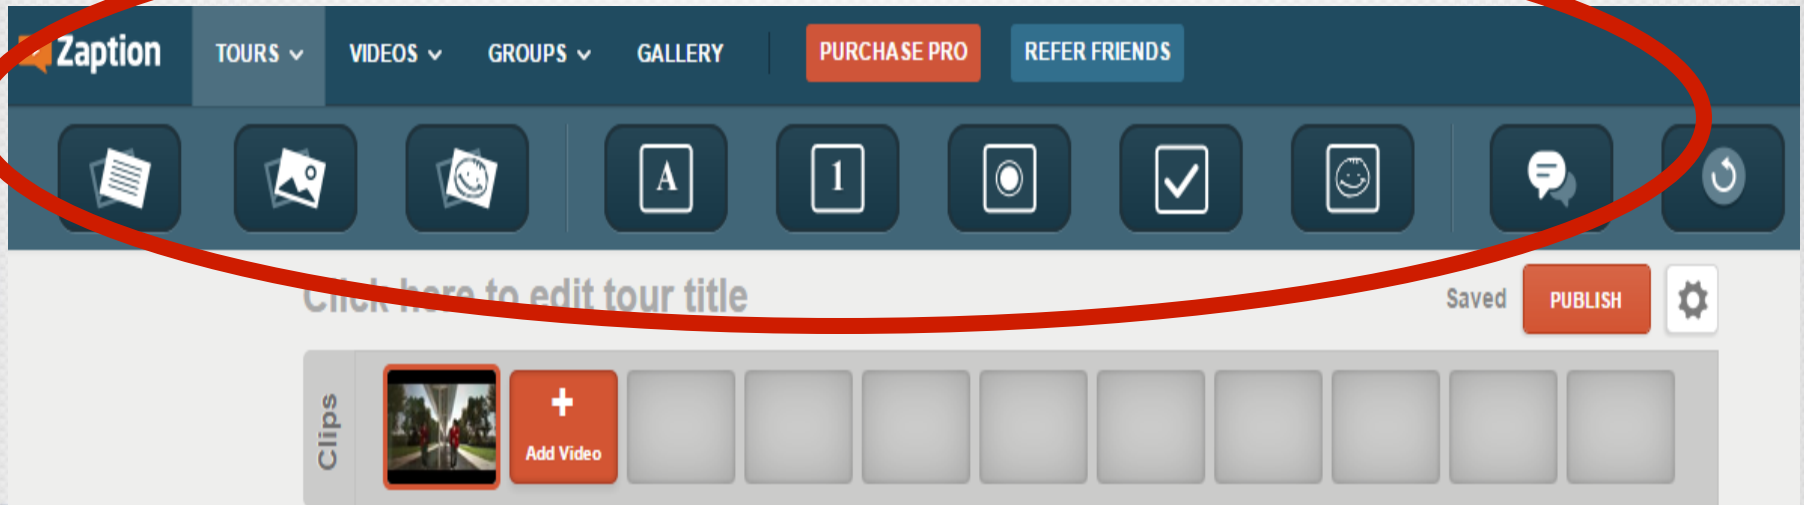 Zaption TOURS VIDEOS GROUPS GALLERY PURCHASE PRO REFER FRIENDS
A 1
Click here to edit tour title Saved PUBLISH
Clips
Add Video